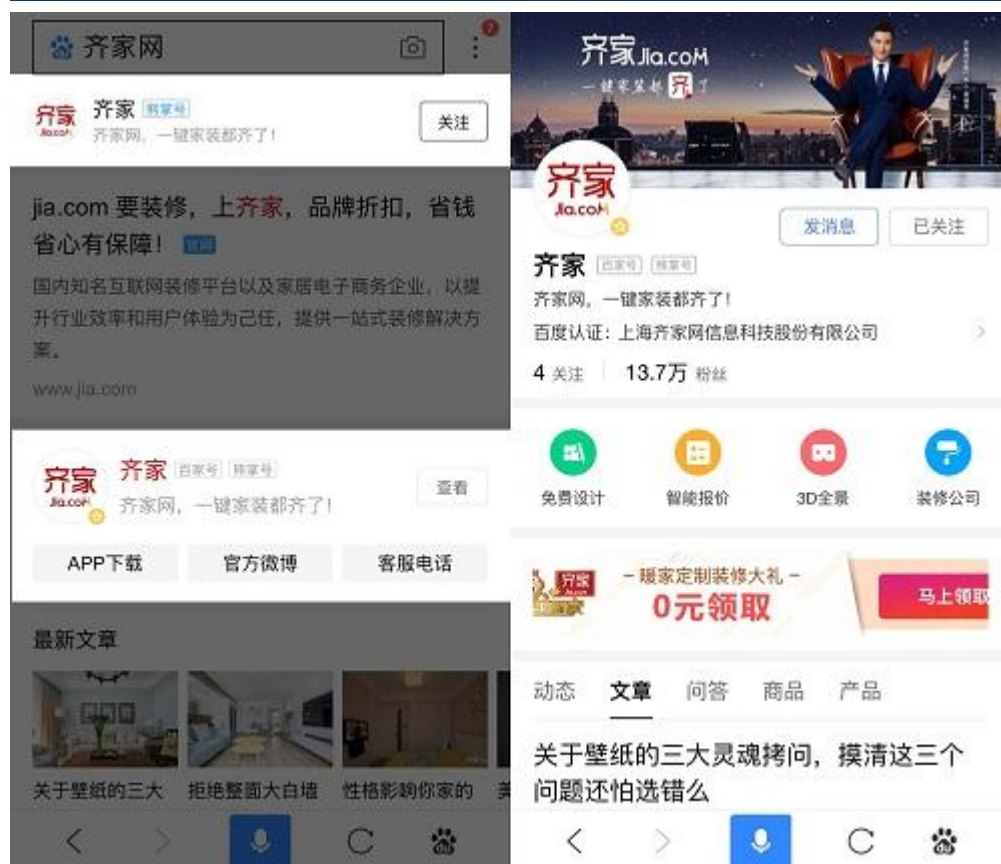 齐家网
7
齐家
Jia.coM
齐家 熊掌号
齐家网,一键家装都齐了!
关注
jia.com 要装修,上齐家,品牌折扣,省钱
省心有保障! 官网
国内知名互联网装修平台以及家居电子商务企业,以提
升行业效率和用户体验为己任,提供一站式装修解决方
案。
www.jia.com
齐家
Jia.coM
齐家 百家号 熊掌号
齐家网,一键家装都齐了!
查看
APP下载 官方微博 客服电话
最新文章
关于壁纸的三大 拒绝整面大白墙 性格影响你家的 美
齐家 Jia.coM
一键家装都齐了
齐家
Jia.coM
发消息 已关注
齐家 百家号 熊掌号
齐家网,一键家装都齐了!
百度认证:上海齐家网信息科技股份有限公司
4 关注 13.7万 粉丝
免费设计 智能报价 3D全景 装修公司
齐家
- 暖家定制装修大礼 -
0元领取
马上领取
动态 文章 问答 商品 产品
关于壁纸的三大灵魂拷问,摸清这三个
问题还怕选错么